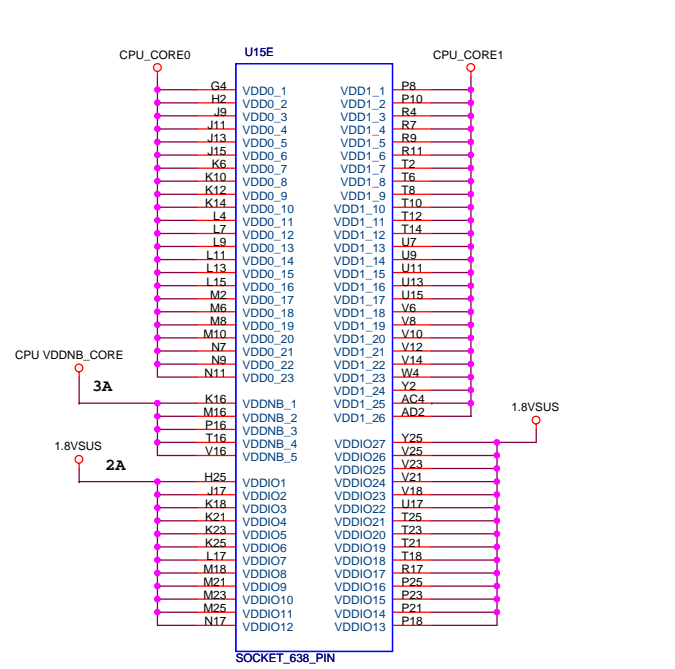 U15E
CPU_CORE0 CPU_CORE1
G4 VDD0_1 VDD1_1 P8
H2 VDD0_2 VDD1_2 P10
J9 VDD0_3 VDD1_3 R4
J11 VDD0_4 VDD1_4 R7
J13 VDD0_5 VDD1_5 R9
J15 VDD0_6 VDD1_6 R11
K6 VDD0_7 VDD1_7 T2
K10 VDD0_8 VDD1_8 T6
K12 VDD0_9 VDD1_9 T8
K14 VDD0_10 VDD1_10 T10
L4 VDD0_11 VDD1_11 T12
L7 VDD0_12 VDD1_12 T14
L9 VDD0_13 VDD1_13 U7
L11 VDD0_14 VDD1_14 U9
L13 VDD0_15 VDD1_15 U11
L15 VDD0_16 VDD1_16 U13
M2 VDD0_17 VDD1_17 U15
M6 VDD0_18 VDD1_18 V6
M8 VDD0_19 VDD1_19 V8
M10 VDD0_20 VDD1_20 V10
N7 VDD0_21 VDD1_21 V12
N9 VDD0_22 VDD1_22 V14
N11 VDD0_23 VDD1_23 W4
VDD1_24 Y2
CPU VDDNB_CORE
3A
K16 VDDNB_1 VDD1_25 AC4
M16 VDDNB_2 VDD1_26 AD2
P16 VDDNB_3
1.8VSUS
T16 VDDNB_4 VDDIO27 Y25
V16 VDDNB_5 VDDIO26 V25
VDDIO25 V23
1.8VSUS
2A
H25 VDDIO1 VDDIO24 V21
J17 VDDIO2 VDDIO23 V18
K18 VDDIO3 VDDIO22 U17
K21 VDDIO4 VDDIO21 T25
K23 VDDIO5 VDDIO20 T23
K25 VDDIO6 VDDIO19 T21
L17 VDDIO7 VDDIO18 T18
M18 VDDIO8 VDDIO17 R17
M21 VDDIO9 VDDIO16 P25
M23 VDDIO10 VDDIO15 P23
M25 VDDIO11 VDDIO14 P21
N17 VDDIO12 VDDIO13 P18
SOCKET_638_PIN